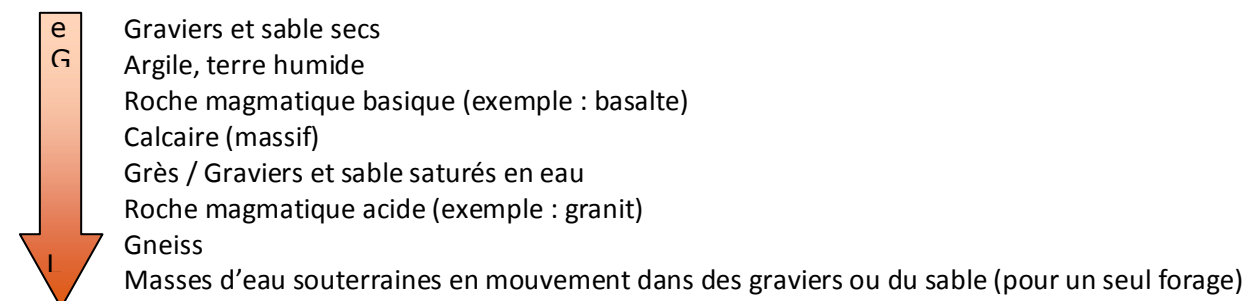 e
G
L
Graviers et sable secs
Argile, terre humide
Roche magmatique basique (exemple : basalte)
Calcaire (massif)
Grès / Graviers et sable saturés en eau
Roche magmatique acide (exemple : granit)
Gneiss
Masses d’eau souterraines en mouvement dans des graviers ou du sable (pour un seul forage)